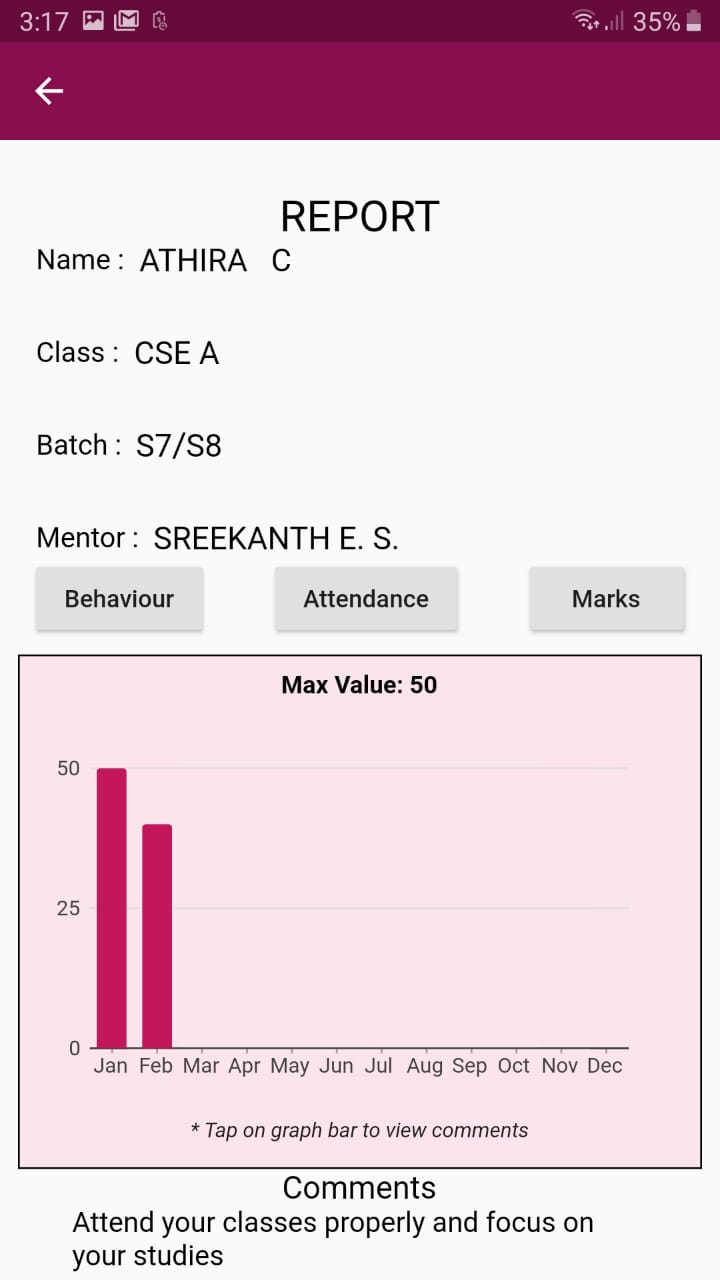 3:17 35%
REPORT
Name : ATHIRA C
Class : CSE A
Batch : S7/S8
Mentor : SREEKANTH E. S.
Behaviour Attendance Marks
Max Value: 50
50
25
0
Jan Feb Mar Apr May Jun Jul Aug Sep Oct Nov Dec
* Tap on graph bar to view comments
Comments
Attend your classes properly and focus on
your studies